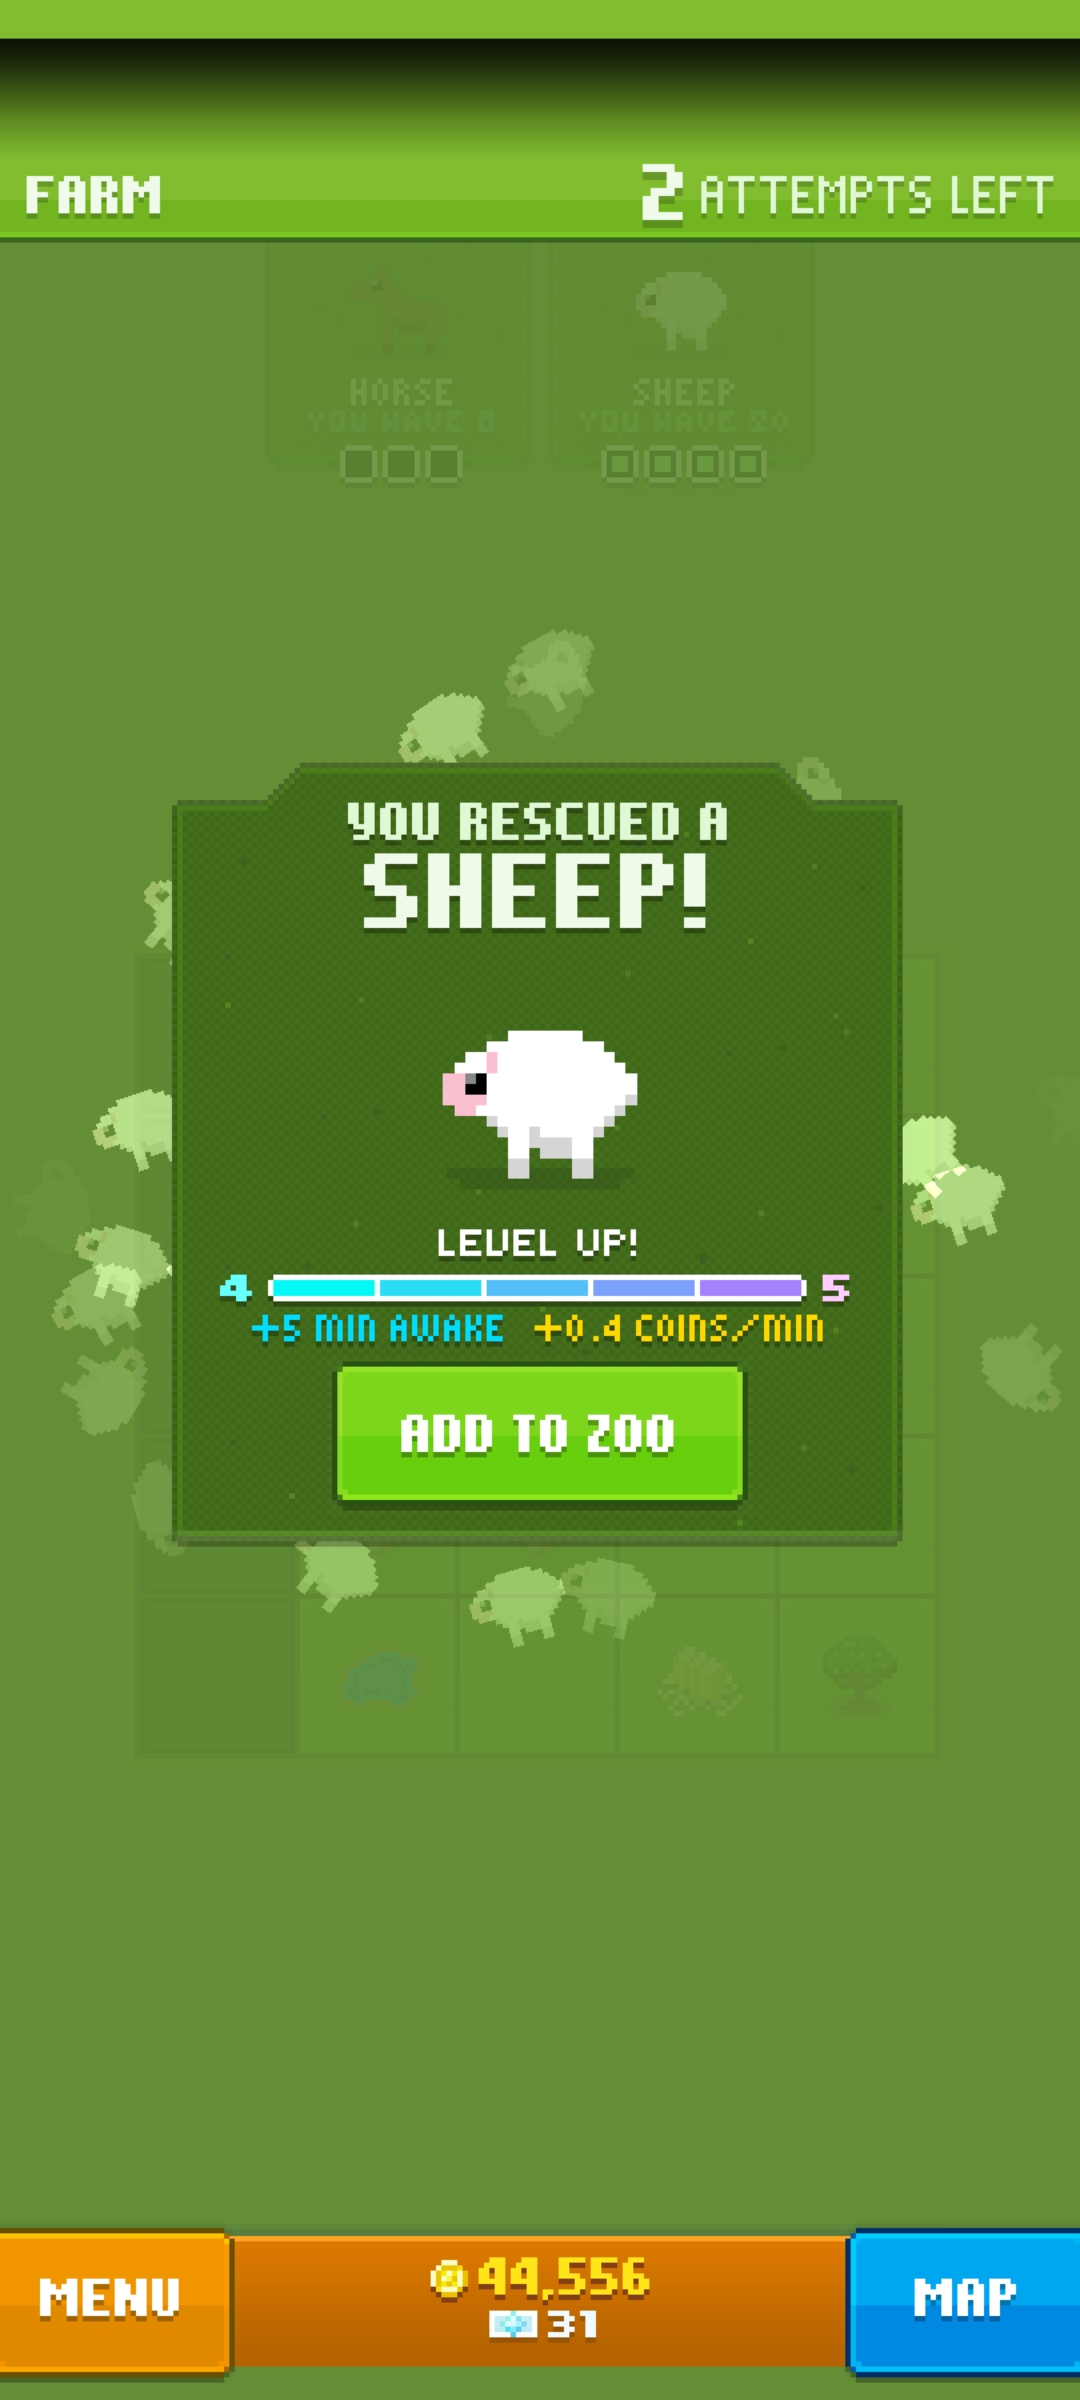 FARM
2 ATTEMPTS LEFT
HORSE
SHEEP
YOU RESCUED A
SHEEP!
LEVEL UP!
4 5
+5 MIN AWAKE +0.4 COINS/MIN
ADD TO ZOO
MENU
44,556
31
MAP